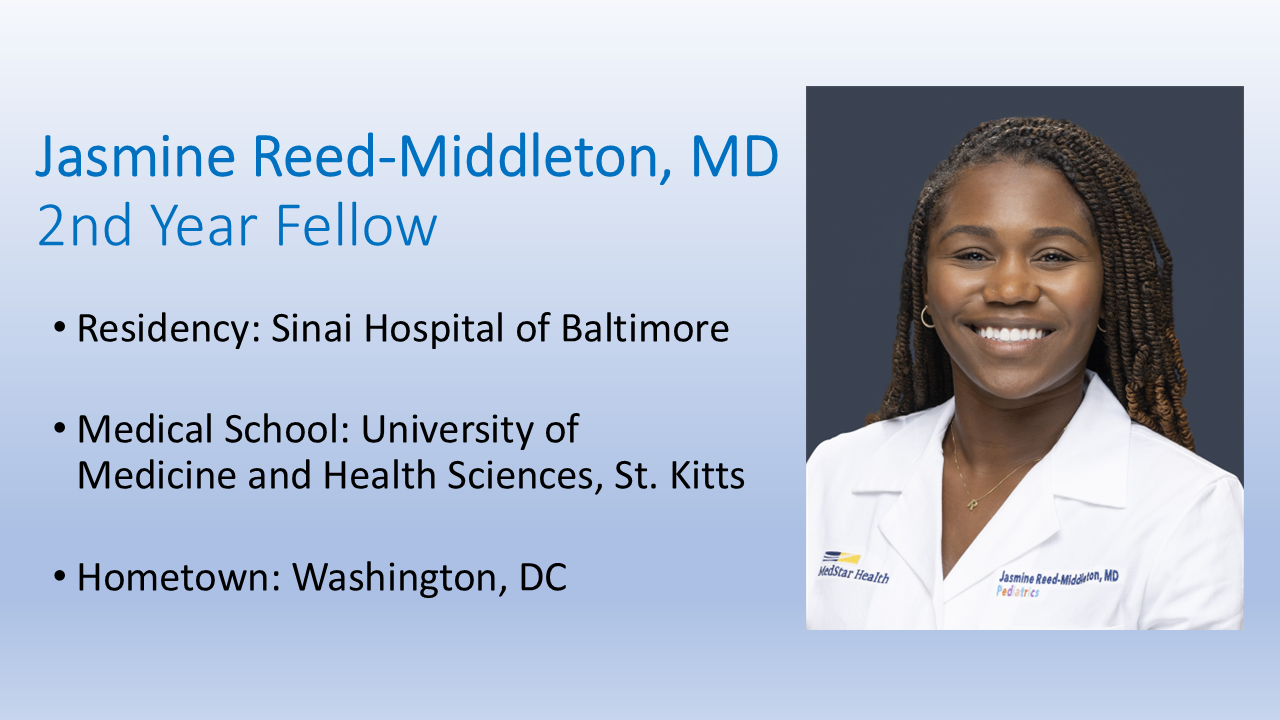 Jasmine Reed-Middleton, MD
2nd Year Fellow
• Residency: Sinai Hospital of Baltimore
• Medical School: University of
Medicine and Health Sciences, St. Kitts
• Hometown: Washington, DC
R
MedStar Health
Jasmine Reed-Middleton, MD
Pediatrics